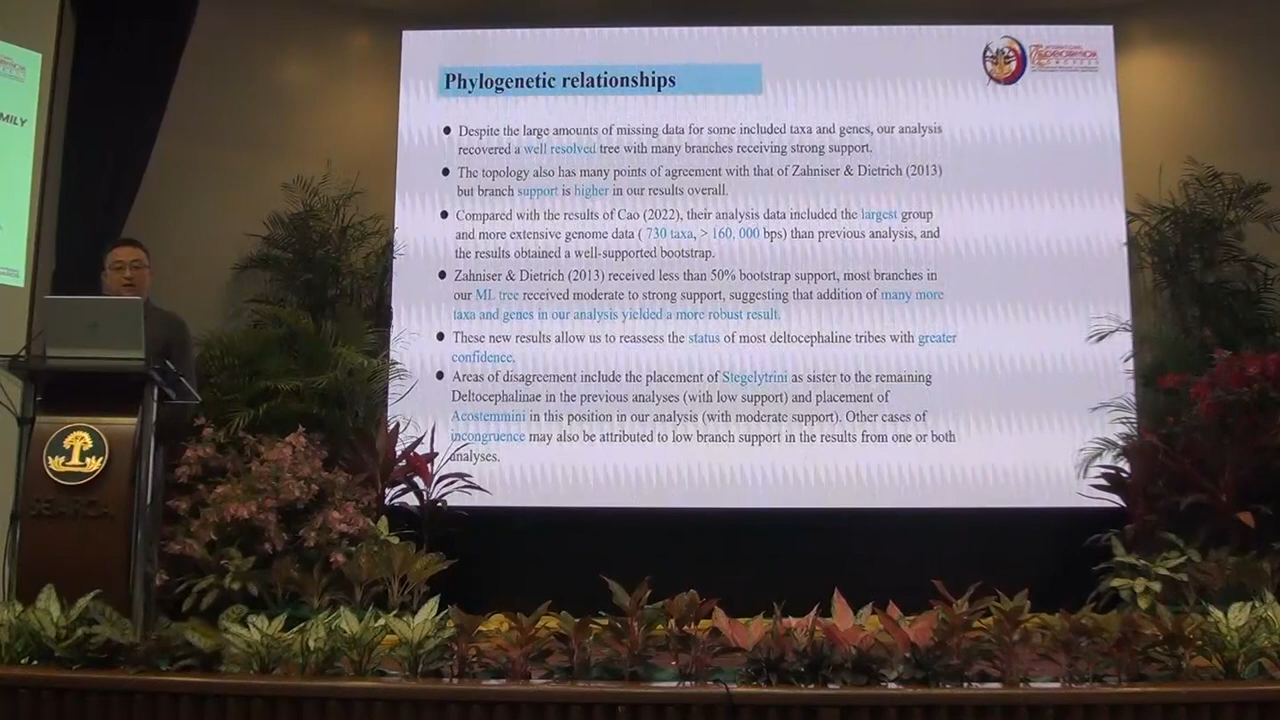 MILY
INTERNATIONAL
CONGRESS
Phylogenetic relationships
● Despite the large amounts of missing data for some included taxa and genes, our analysis
recovered a well resolved tree with many branches receiving strong support.
● The topology also has many points of agreement with that of Zahniser & Dietrich (2013)
but branch support is higher in our results overall.
● Compared with the results of Cao (2022), their analysis data included the largest group
and more extensive genome data ( 730 taxa, > 160, 000 bps) than previous analysis, and
the results obtained a well-supported bootstrap.
● Zahniser & Dietrich (2013) received less than 50% bootstrap support, most branches in
our ML tree received moderate to strong support, suggesting that addition of many more
taxa and genes in our analysis yielded a more robust result.
● These new results allow us to reassess the status of most deltocephaline tribes with greater
confidence.
● Areas of disagreement include the placement of Stegelytrini as sister to the remaining
Deltocephalinae in the previous analyses (with low support) and placement of
Acostemmini in this position in our analysis (with moderate support). Other cases of
incongruence may also be attributed to low branch support in the results from one or both
analyses.
SEARCA